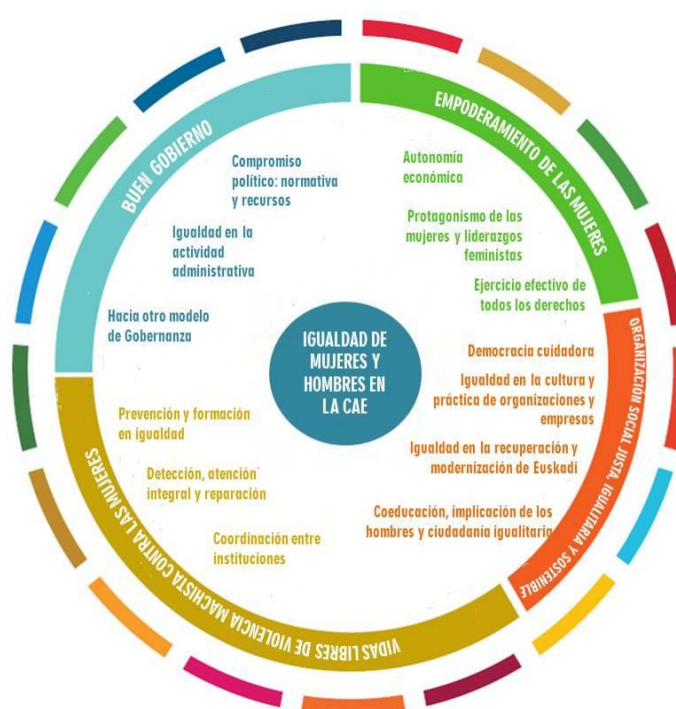 BUEN GOBIERNO
Compromiso
político: normativa
y recursos
Igualdad en la
actividad
administrativa
Hacia otro modelo
de Gobernanza
EMPODERAMIENTO DE LAS MUJERES
Autonomía
económica
Protagonismo de las
mujeres y liderazgos
feministas
Ejercicio efectivo de
todos los derechos
IGUALDAD DE
MUJERES Y
HOMBRES EN
LA CAE
ORGANIZACIÓN SOCIAL JUSTA, IGUALITARIA Y SOSTENIBLE
Democracia cuidadora
Igualdad en la cultura y
práctica de organizaciones y
empresas
Igualdad en la recuperación y
modernización de Euskadi
Coeducación, implicación de los
hombres y ciudadanía igualitaria
VIDAS LIBRES DE VIOLENCIA MACHISTA CONTRA LAS MUJERES
Prevención y formación
en igualdad
Detección, atención
integral y reparación
Coordinación entre
instituciones